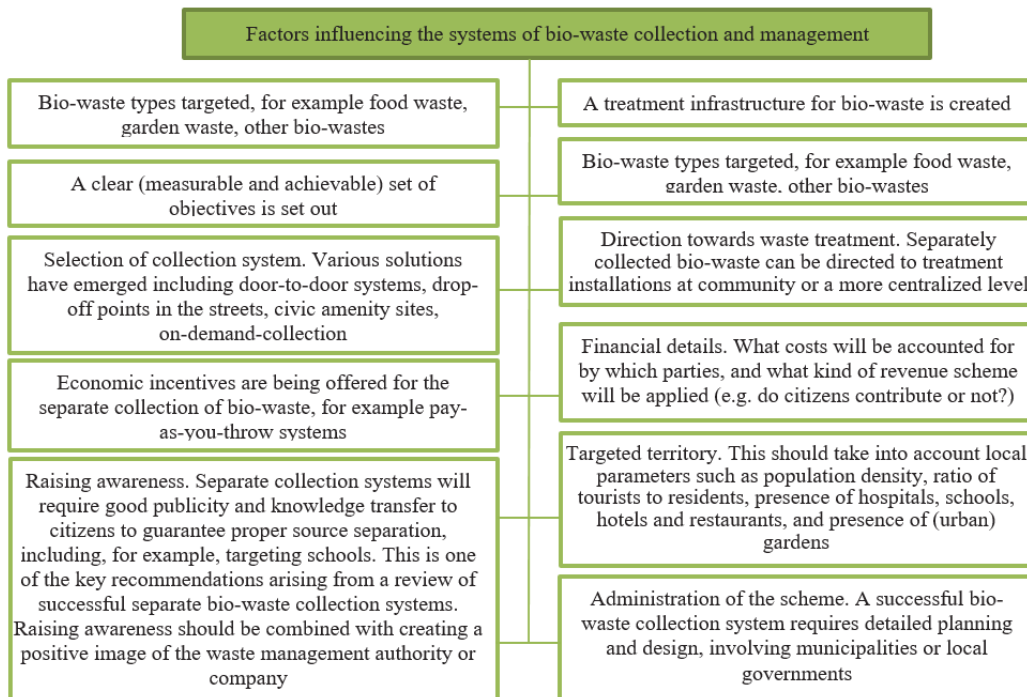 Factors influencing the systems of bio-waste collection and management
Bio-waste types targeted, for example food waste,
garden waste, other bio-wastes
A clear (measurable and achievable) set of
objectives is set out
Selection of collection system. Various solutions
have emerged including door-to-door systems, drop-
off points in the streets, civic amenity sites,
on-demand-collection
Economic incentives are being offered for the
separate collection of bio-waste, for example pay-
as-you-throw systems
Raising awareness. Separate collection systems will
require good publicity and knowledge transfer to
citizens to guarantee proper source separation,
including, for example, targeting schools. This is one
of the key recommendations arising from a review of
successful separate bio-waste collection systems.
Raising awareness should be combined with creating a
positive image of the waste management authority or
company
A treatment infrastructure for bio-waste is created
Bio-waste types targeted, for example food waste,
garden waste, other bio-wastes
Direction towards waste treatment. Separately
collected bio-waste can be directed to treatment
installations at community or a more centralized level
Financial details. What costs will be accounted for
by which parties, and what kind of revenue scheme
will be applied (e.g. do citizens contribute or not?)
Targeted territory. This should take into account local
parameters such as population density, ratio of
tourists to residents, presence of hospitals, schools,
hotels and restaurants, and presence of (urban)
gardens
Administration of the scheme. A successful bio-
waste collection system requires detailed planning
and design, involving municipalities or local
governments